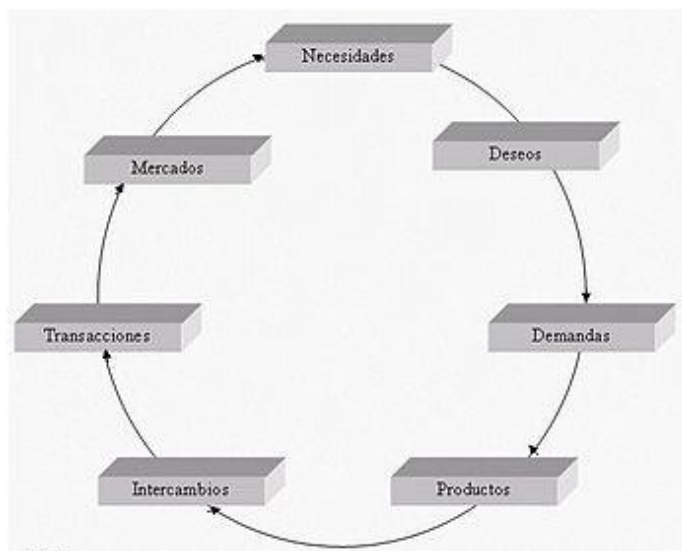 Necesidades
Deseos
Demandas
Productos
Intercambios
Transacciones
Mercados